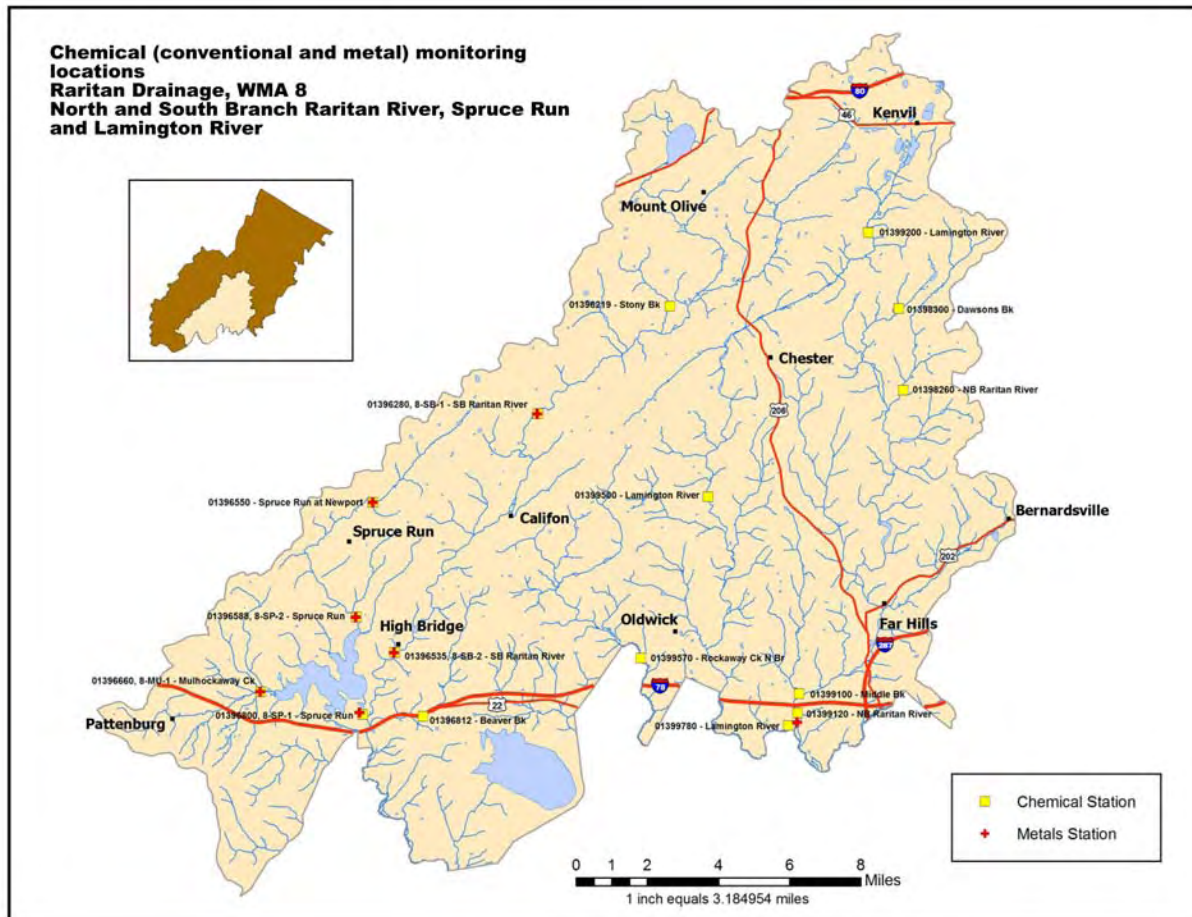 Chemical (conventional and metal) monitoring
locations
Raritan Drainage, WMA 8
North and South Branch Raritan River, Spruce Run
and Lamington River
80
Kenvil
46
Mount Olive
01399200 - Lamington River
01396219 - Stony Bk
01398300 - Dawsons Bk
Chester
01398260 - NB Raritan River
01396280, 8-SB-1 - SB Raritan River
206
01399500 - Lamington River
01396550 - Spruce Run at Newport
Califon
Bernardsville
Spruce Run
202
01396588, 8-SP-2 - Spruce Run
High Bridge
Oldwick
Far Hills
287
01396535, 8-SB-2 - SB Raritan River
01399570 - Rockaway Ck N Br
01396660, 8-MU-1 - Mulhockaway Ck
78
01399100 - Middle Bk
22
01396800, 8-SP-1 - Spruce Run
01396812 - Beaver Bk
01399120 - NB Raritan River
Pattenburg
01399780 - Lamington River
Chemical Station
Metals Station
0 1 2 4 6 8
Miles
1 inch equals 3.184954 miles